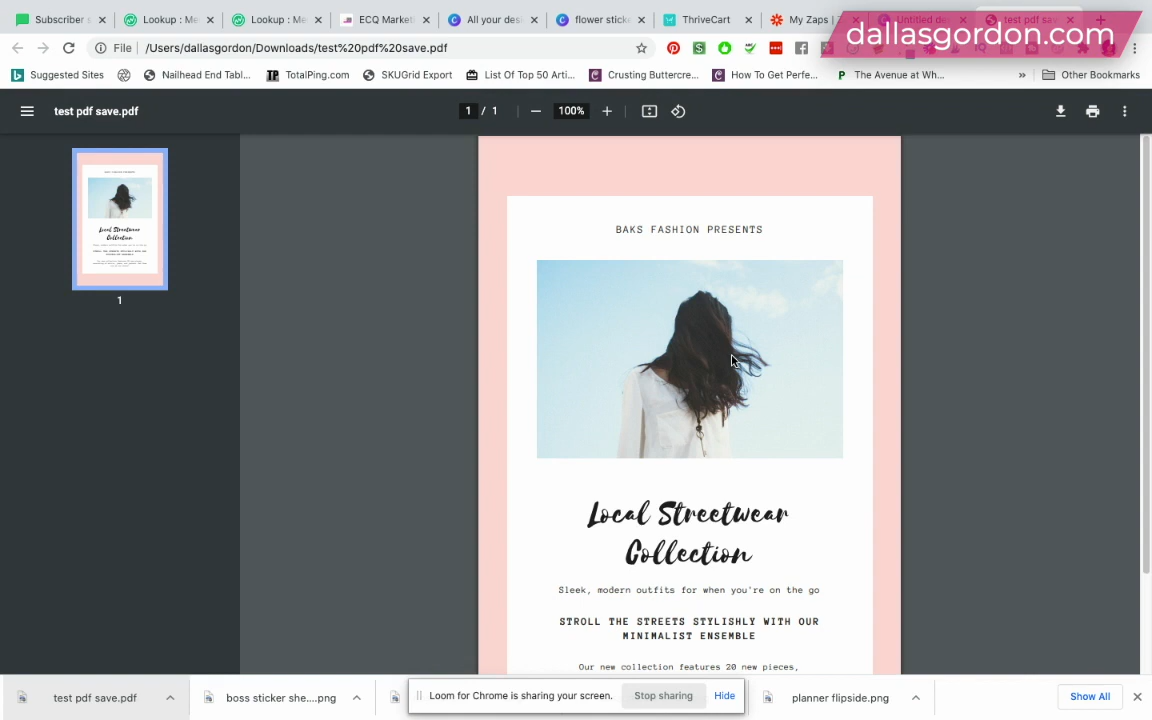 Subscriber s
Lookup : Me
Lookup : Me
ECQ Market
All your des
flower sticke
ThriveCart
My Zaps | Z
Untitled de
test pdf sav
dallasgordon.com
File
/Users/dallasgordon/Downloads/test%20pdf%20save.pdf
Suggested Sites
Nailhead End Tabl...
TotalPing.com
SKUGrid Export
List Of Top 50 Arti...
Crusting Buttercre...
How To Get Perfe...
The Avenue at Wh...
»
Other Bookmarks
test pdf save.pdf
1 / 1
100%
1
BAKS FASHION PRESENTS
Local Streetwear
Collection
Sleek, modern outfits for when you're on the go
STROLL THE STREETS STYLISHLY WITH OUR
MINIMALIST ENSEMBLE
Our new collection features 20 new pieces,
test pdf save.pdf
boss sticker she....png
Loom for Chrome is sharing your screen.
Stop sharing
Hide
planner flipside.png
Show All